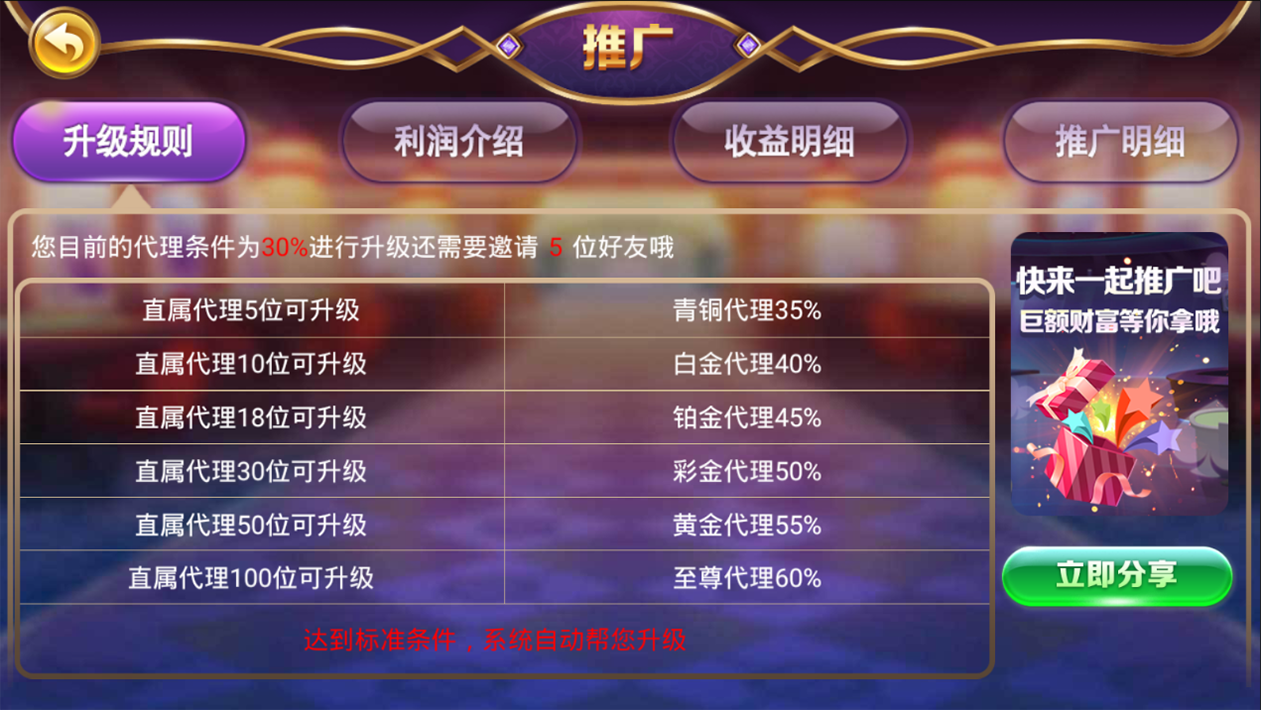 推广
升级规则
利润介绍
收益明细
推广明细
您目前的代理条件为30%进行升级还需要邀请 5 位好友哦
直属代理5位可升级
青铜代理35%
直属代理10位可升级
白金代理40%
直属代理18位可升级
铂金代理45%
直属代理30位可升级
彩金代理50%
直属代理50位可升级
黄金代理55%
直属代理100位可升级
至尊代理60%
达到标准条件，系统自动帮您升级
快来一起推广吧
巨额财富等你拿哦
立即分享